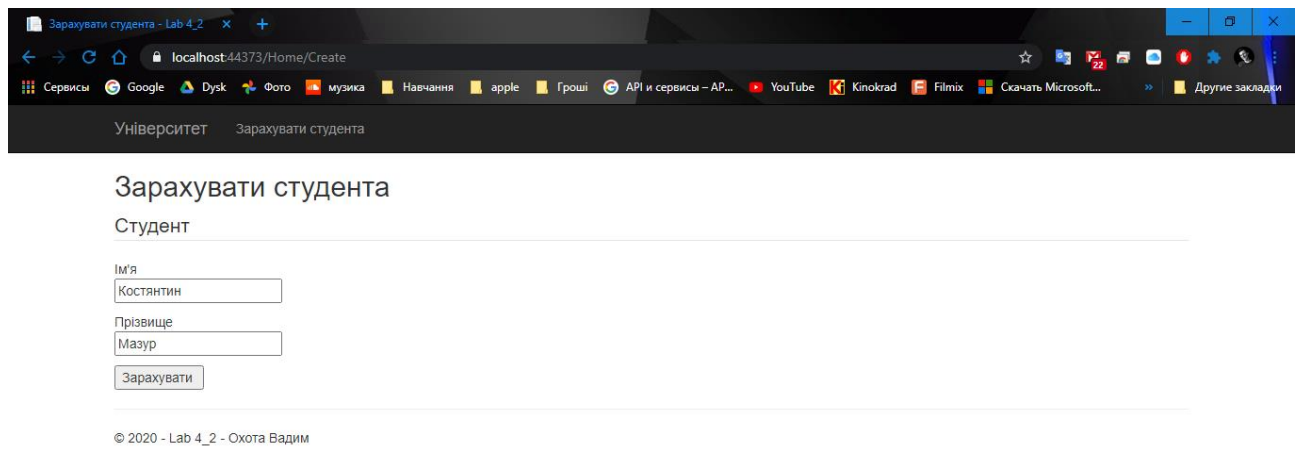 Зарахувати студента - Lab 4_2
localhost:44373/Home/Create
22
Сервисы Google Dysk Фото музика Навчання apple Гроші API и сервисы – AP... YouTube Kinokrad Filmix Скачать Microsoft... » Другие закладки
Університет Зарахувати студента
Зарахувати студента
Студент
Ім'я
Костянтин
Прізвище
Мазур
Зарахувати
© 2020 - Lab 4_2 - Охота Вадим